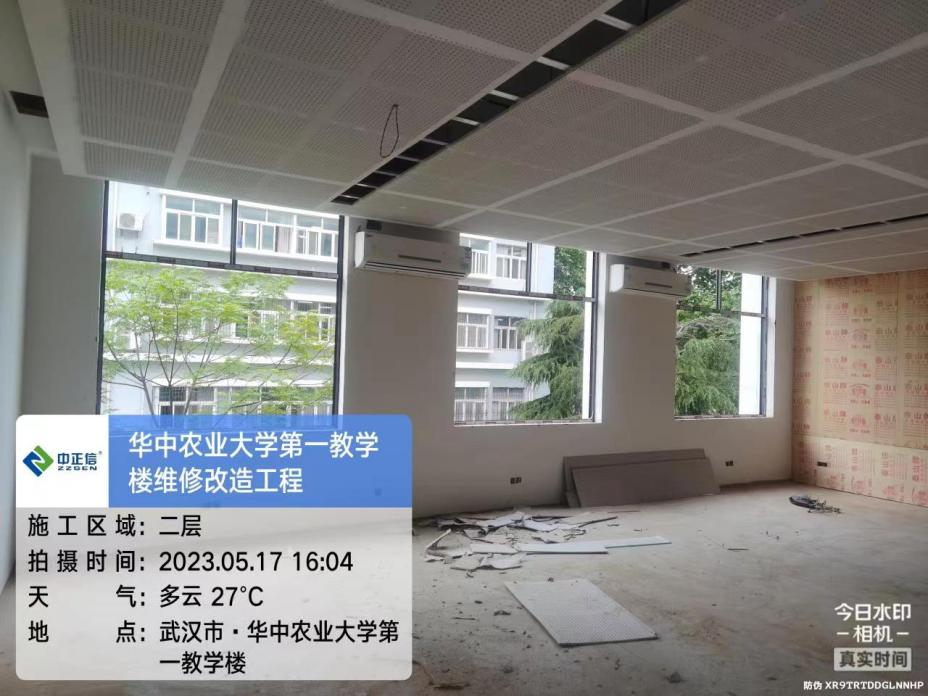 中正信®
ZZSEN
华中农业大学第一教学
楼维修改造工程
施工区域：二层
拍摄时间：2023.05.17 16:04
天气：多云 27°C
地点：武汉市·华中农业大学第
一教学楼
今日水印
-相机-
真实时间
防伪 XR9TRTDDGLNNHP